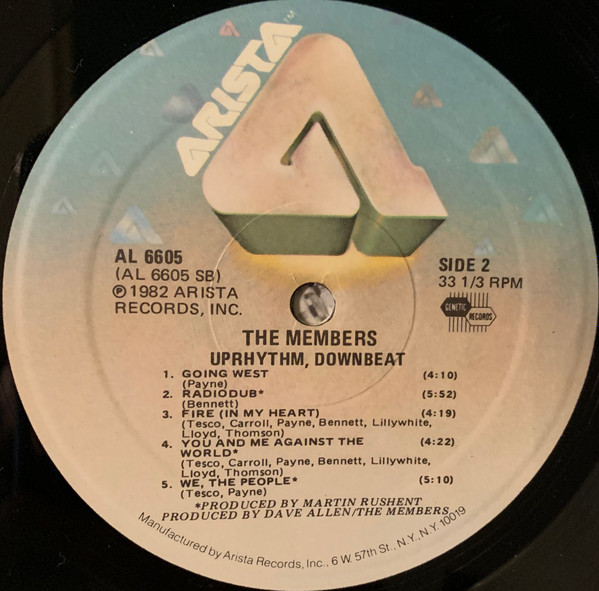 ARISTA™
AL 6605
(AL 6605 SB)
℗1982 ARISTA
RECORDS, INC.
SIDE 2
33 1/3 RPM
GENETIC
RECORDS
THE MEMBERS
UPRHYTHM, DOWNBEAT
1. GOING WEST (4:10)
(Payne)
2. RADIODUB* (5:52)
(Bennett)
3. FIRE (IN MY HEART) (4:19)
(Tesco, Carroll, Payne, Bennett, Lillywhite,
Lloyd, Thomson)
4. YOU AND ME AGAINST THE (4:22)
WORLD*
(Tesco, Carroll, Payne, Bennett, Lillywhite,
Lloyd, Thomson)
5. WE, THE PEOPLE* (5:10)
(Tesco, Payne)
*PRODUCED BY MARTIN RUSHENT
PRODUCED BY DAVE ALLEN/THE MEMBERS
Manufactured by Arista Records, Inc., 6 W. 57th St., N.Y., N.Y. 10019